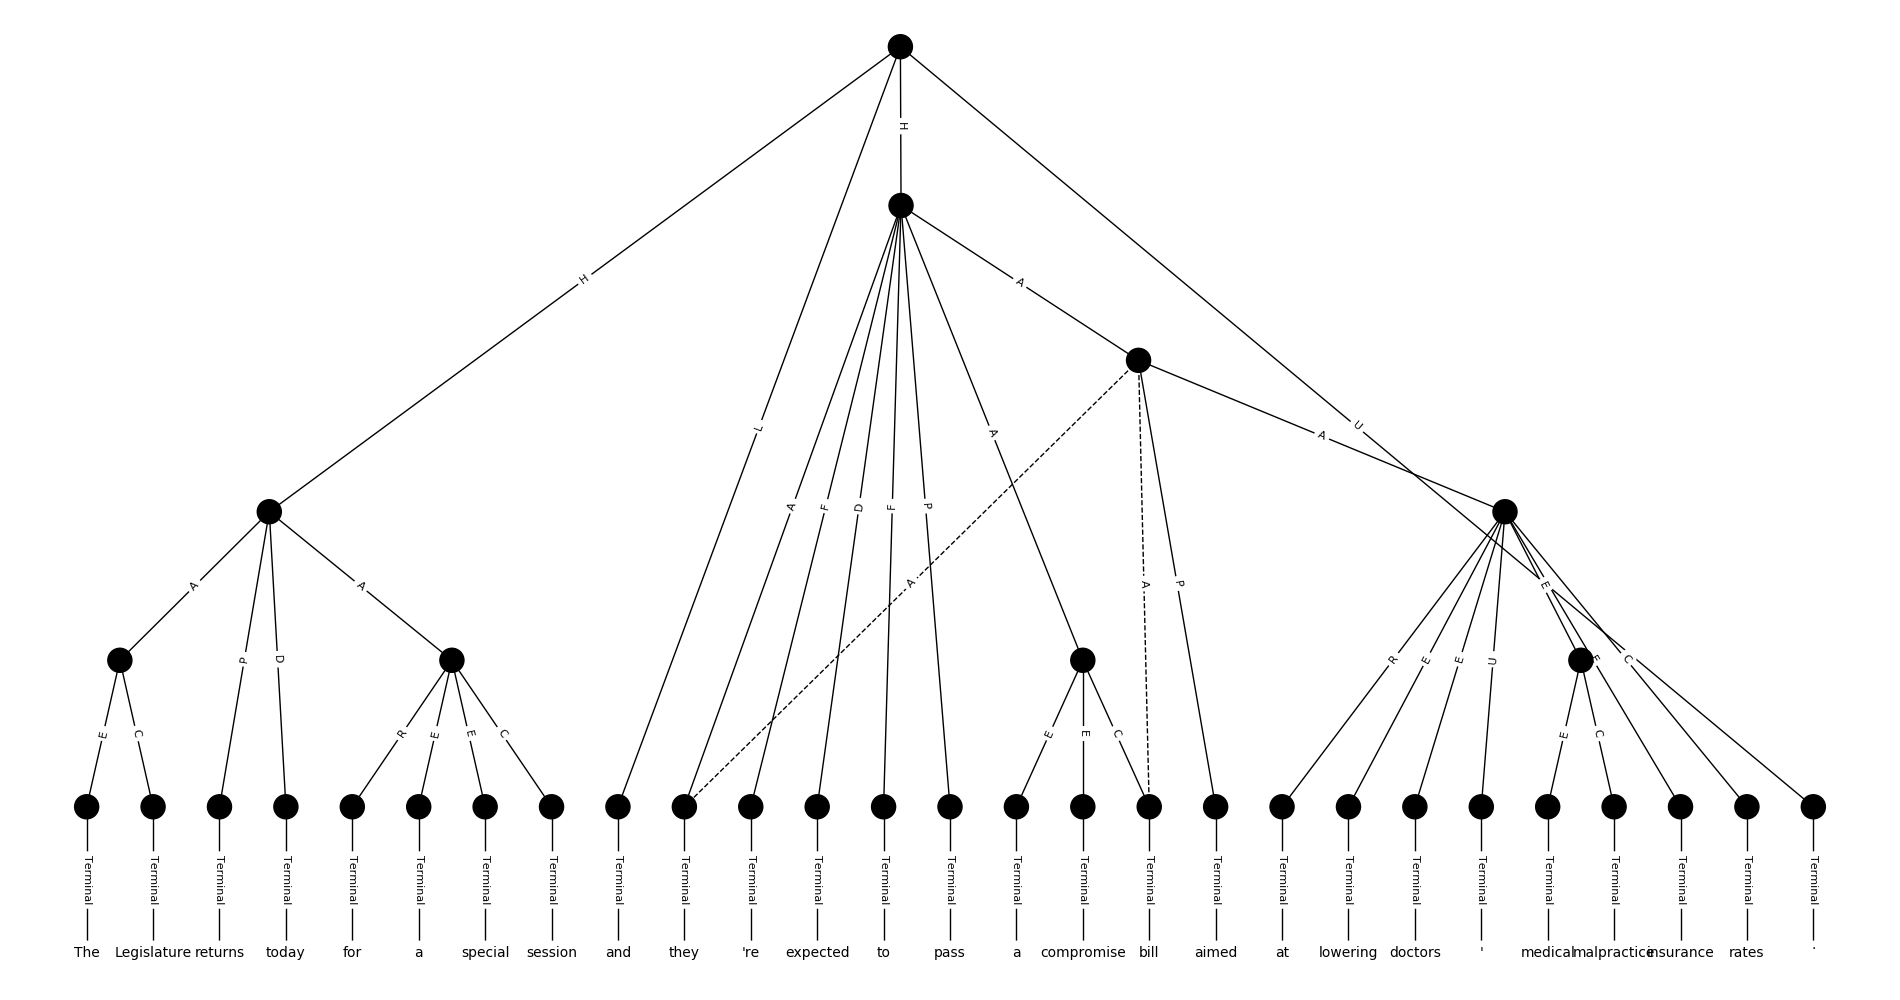 H
H
A
H
L
A
U
A
A
F
D
F
P
A
A
P
A
A
E
P
D
R
E
E
U
E
C
E
C
R
E
E
C
E
E
C
E
C
Terminal Terminal Terminal Terminal Terminal Terminal Terminal Terminal Terminal Terminal Terminal Terminal Terminal Terminal Terminal Terminal Terminal Terminal Terminal Terminal Terminal Terminal Terminal Terminal Terminal Terminal Terminal
The Legislature returns today for a special session and they 're expected to pass a compromise bill aimed at lowering doctors ' medical malpractice insurance rates .